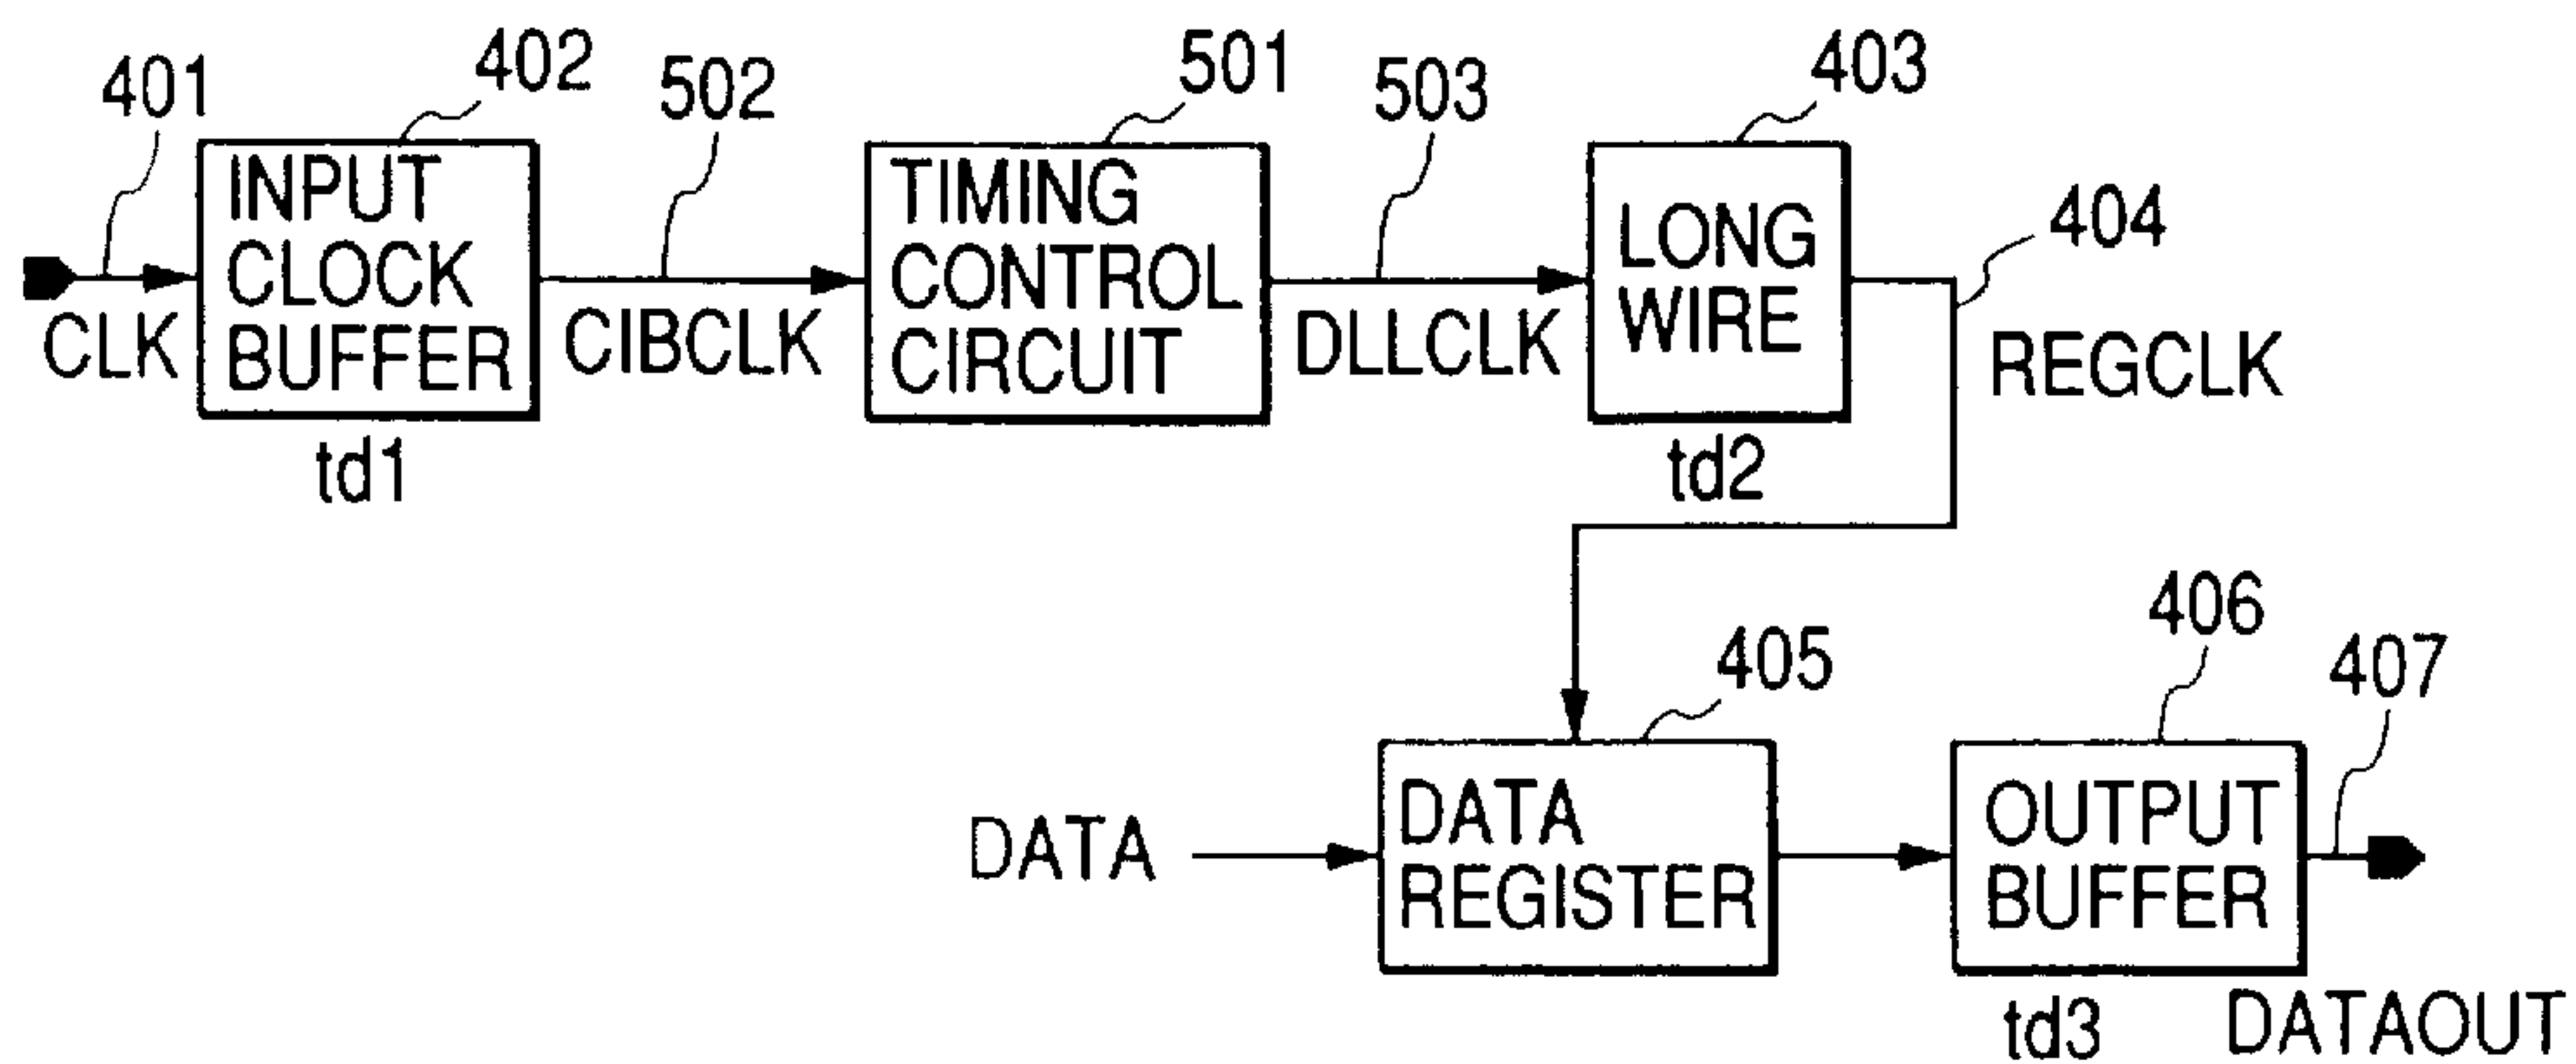 401
402
502
501
503
403
404
INPUT
CLOCK
BUFFER
TIMING
CONTROL
CIRCUIT
LONG
WIRE
CLK
CIBCLK
DLLCLK
REGCLK
td1
td2
405
406
407
DATA
DATA
REGISTER
OUTPUT
BUFFER
td3
DATAOUT